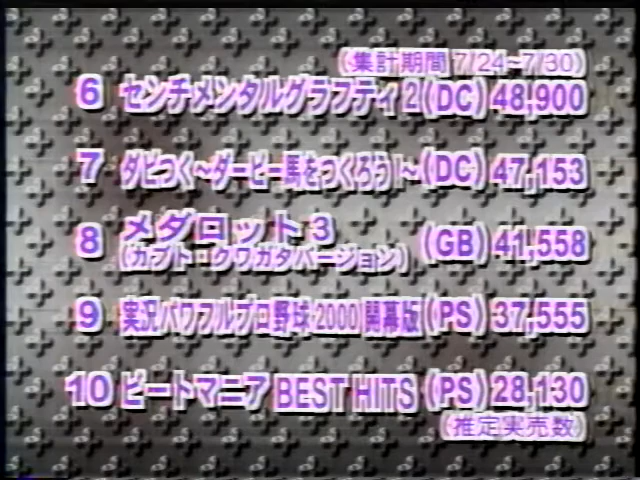 (集計期間 7/24~7/30)
6 センチメンタルグラフティ2(DC) 48,900
7 ダビつく~ダービー馬をつくろう!~(DC) 47,153
8 メダロット3 (GB) 41,558
(カブト・クワガタバージョン)
9 実況パワフルプロ野球2000開幕版(PS) 37,555
10 ビートマニア BEST HITS (PS) 28,130
(推定実売数)